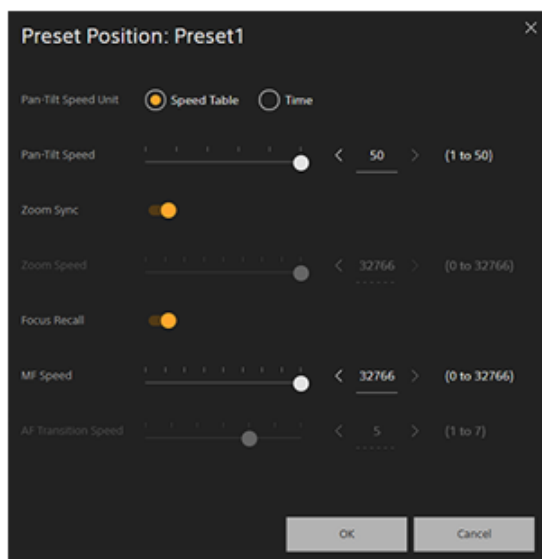 Preset Position: Preset1
Pan-Tilt Speed Unit Speed Table Time
Pan-Tilt Speed 50 (1 to 50)
Zoom Sync
Zoom Speed 32766 (0 to 32766)
Focus Recall
MF Speed 32766 (0 to 32766)
AF Transition Speed 5 (1 to 7)
OK Cancel